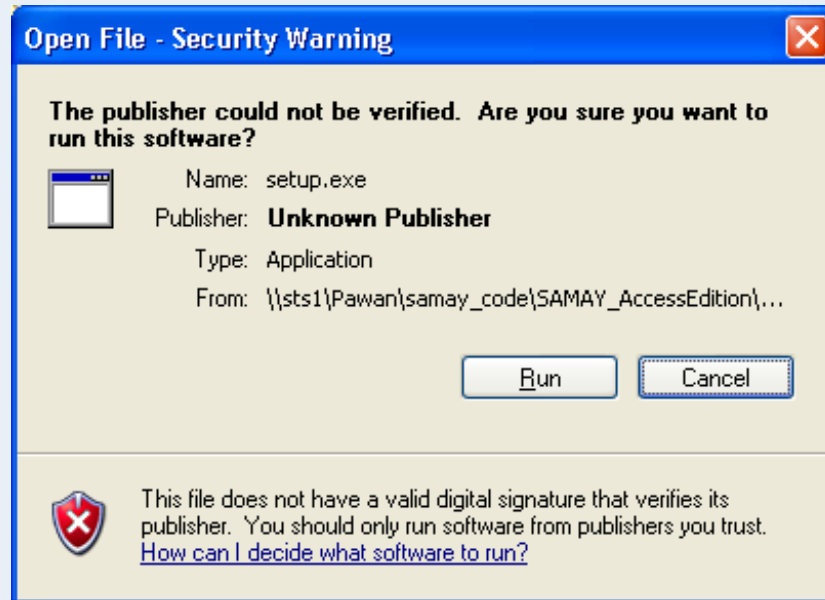 Open File - Security Warning
The publisher could not be verified.  Are you sure you want to
run this software?
Name: setup.exe
Publisher: Unknown Publisher
Type: Application
From: \\sts1\Pawan\samay_code\SAMAY_AccessEdition\...
Run Cancel
This file does not have a valid digital signature that verifies its
publisher.  You should only run software from publishers you trust.
How can I decide what software to run?